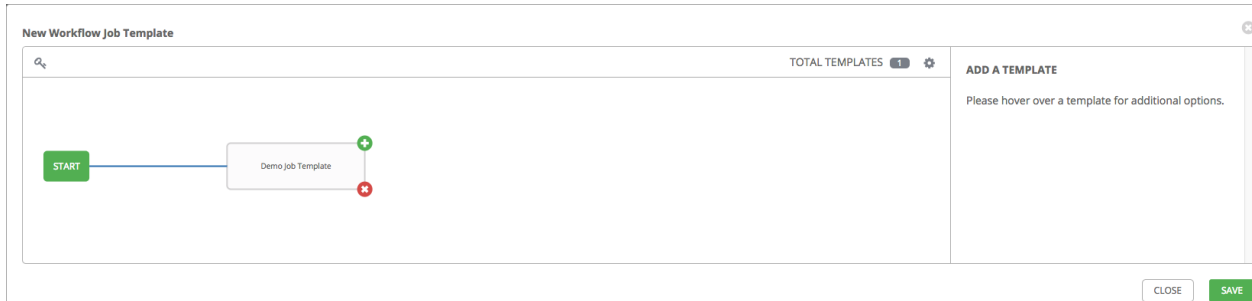 New Workflow Job Template
TOTAL TEMPLATES 1
ADD A TEMPLATE
Please hover over a template for additional options.
START
Demo Job Template
CLOSE
SAVE